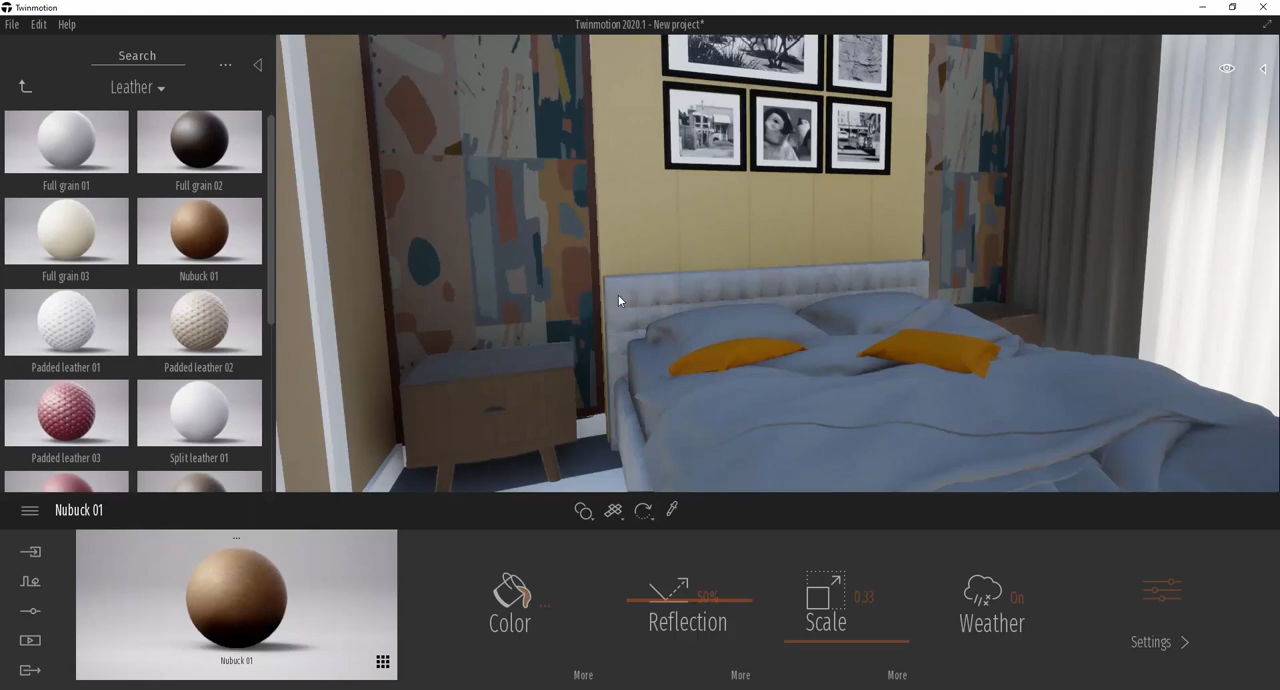 Twinmotion
File Edit Help
Twinmotion 2020.1 - New project*
Search
...
Leather
Full grain 01
Full grain 02
Full grain 03
Nubuck 01
Padded leather 01
Padded leather 02
Padded leather 03
Split leather 01
Nubuck 01
...
Nubuck 01
Color
...
Reflection
50%
Scale
0.33
Weather
On
Settings
More
More
More